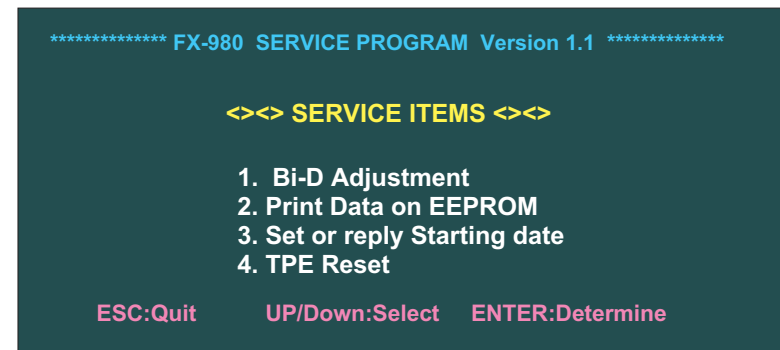 ************** FX-980 SERVICE PROGRAM Version 1.1 **************
<><> SERVICE ITEMS <><>
1. Bi-D Adjustment
2. Print Data on EEPROM
3. Set or reply Starting date
4. TPE Reset
ESC:Quit UP/Down:Select ENTER:Determine